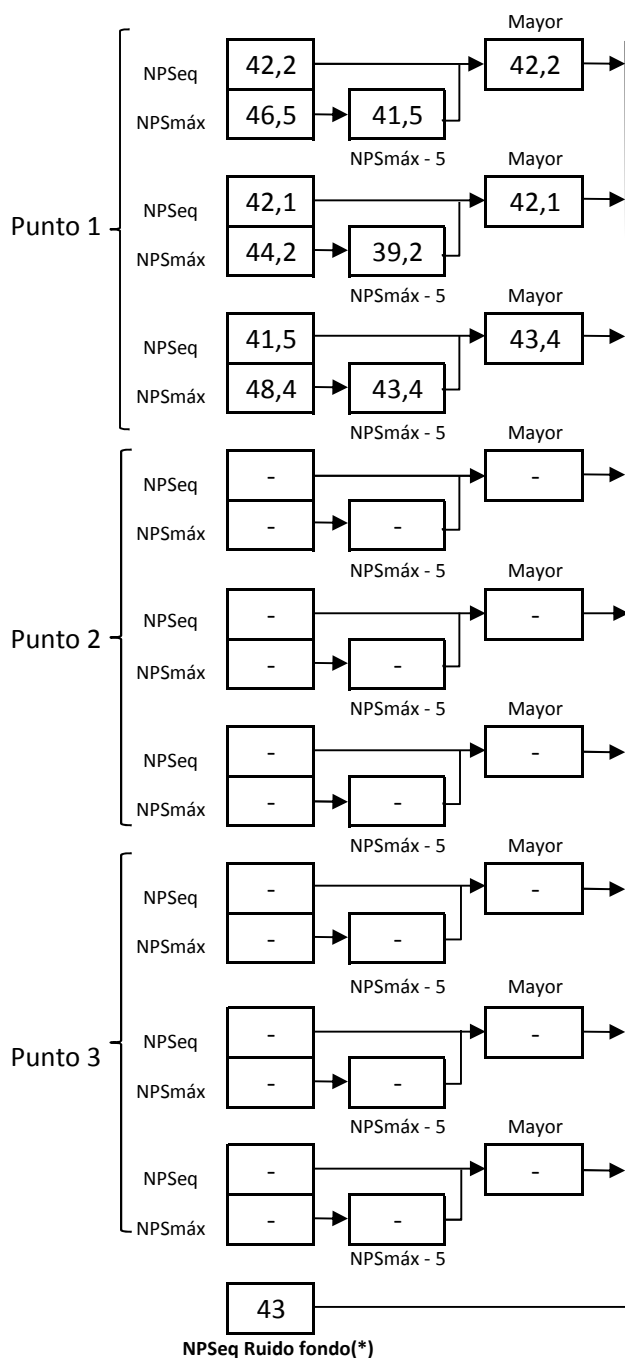 Mayor
NPSeq 42,2 42,2
NPSmáx 46,5 41,5
NPSmáx - 5
Mayor
NPSeq 42,1 42,1
Punto 1
NPSmáx 44,2 39,2
NPSmáx - 5
Mayor
NPSeq 41,5 43,4
NPSmáx 48,4 43,4
NPSmáx - 5
Mayor
NPSeq - -
NPSmáx - -
NPSmáx - 5
Mayor
NPSeq - -
Punto 2
NPSmáx - -
NPSmáx - 5
Mayor
NPSeq - -
NPSmáx - -
NPSmáx - 5
Mayor
NPSeq - -
NPSmáx - -
NPSmáx - 5
Mayor
NPSeq - -
Punto 3
NPSmáx - -
NPSmáx - 5
Mayor
NPSeq - -
NPSmáx - -
NPSmáx - 5
43
NPSeq Ruido fondo(*)